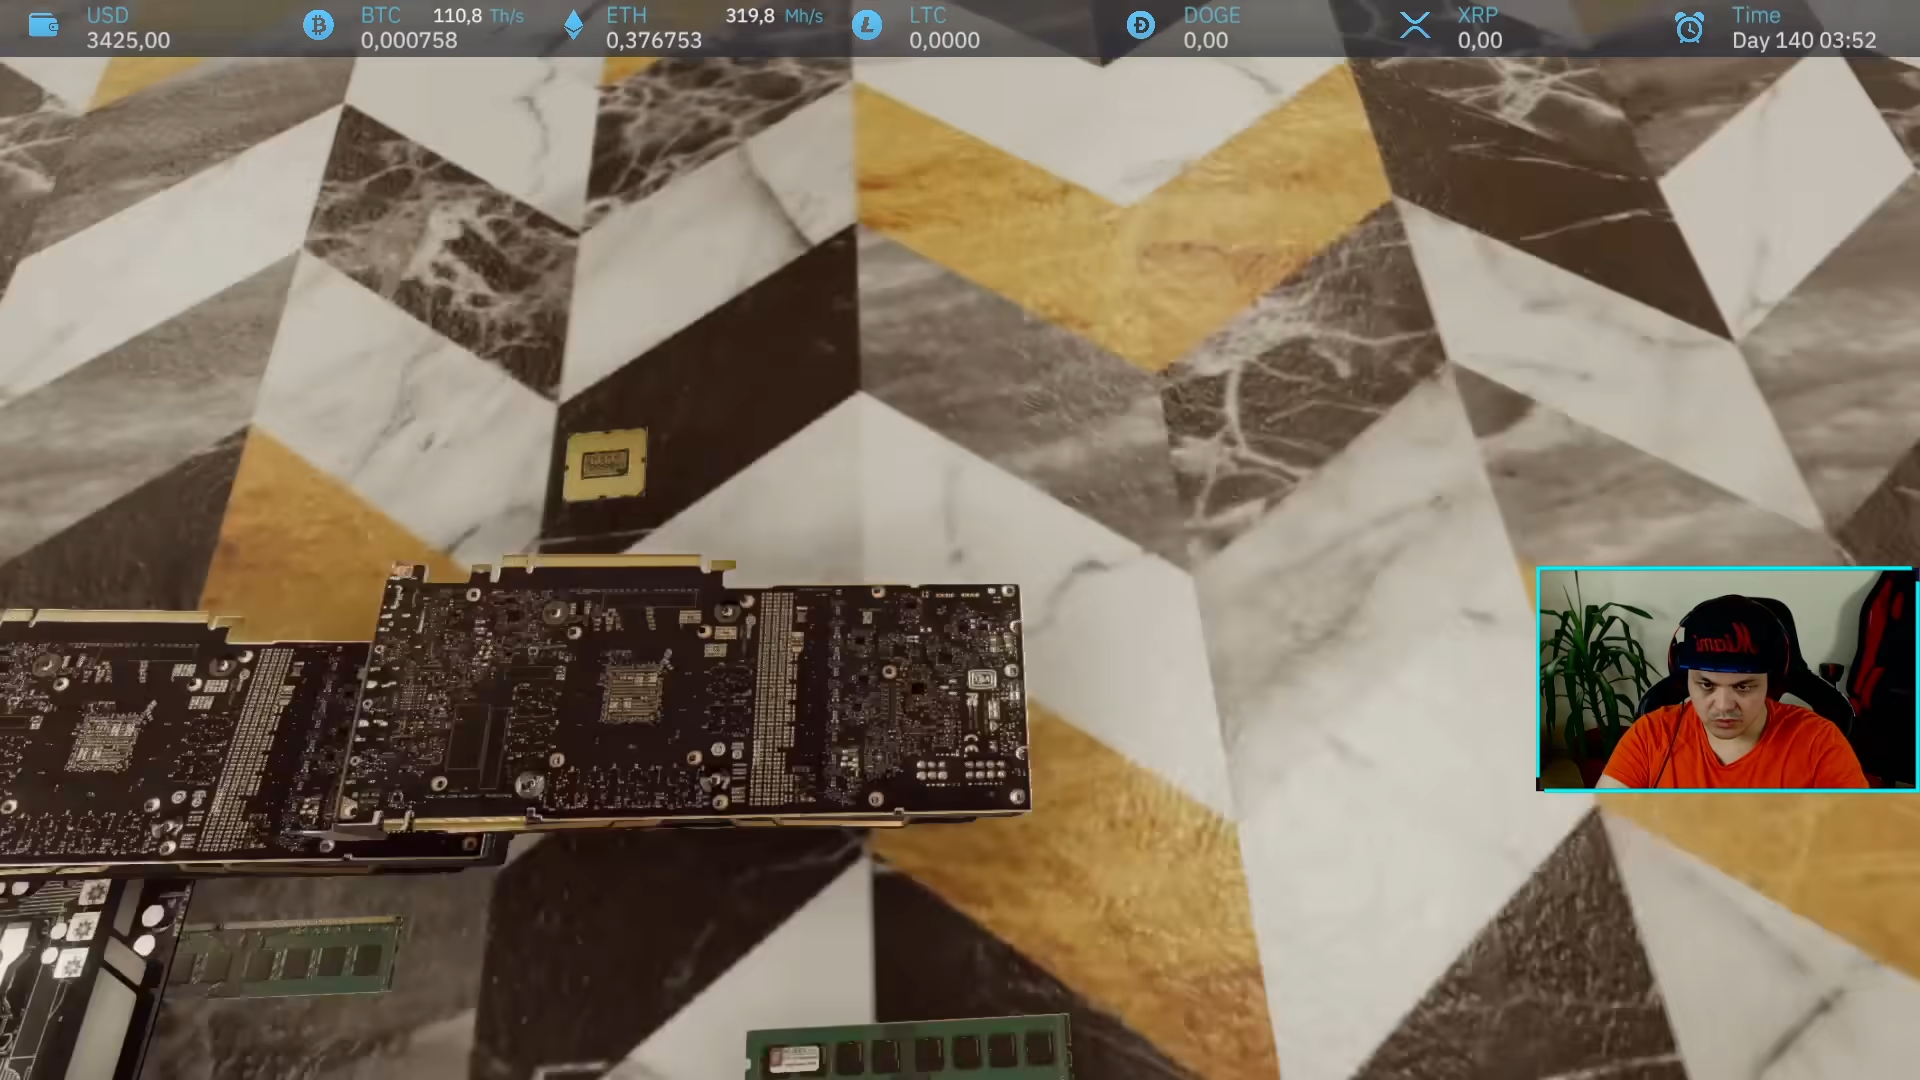 USD
3425,00
BTC 110,8 Th/s
0,000758
ETH 319,8 Mh/s
0,376753
LTC
0,0000
DOGE
0,00
XRP
0,00
Time
Day 140 03:52
Miami